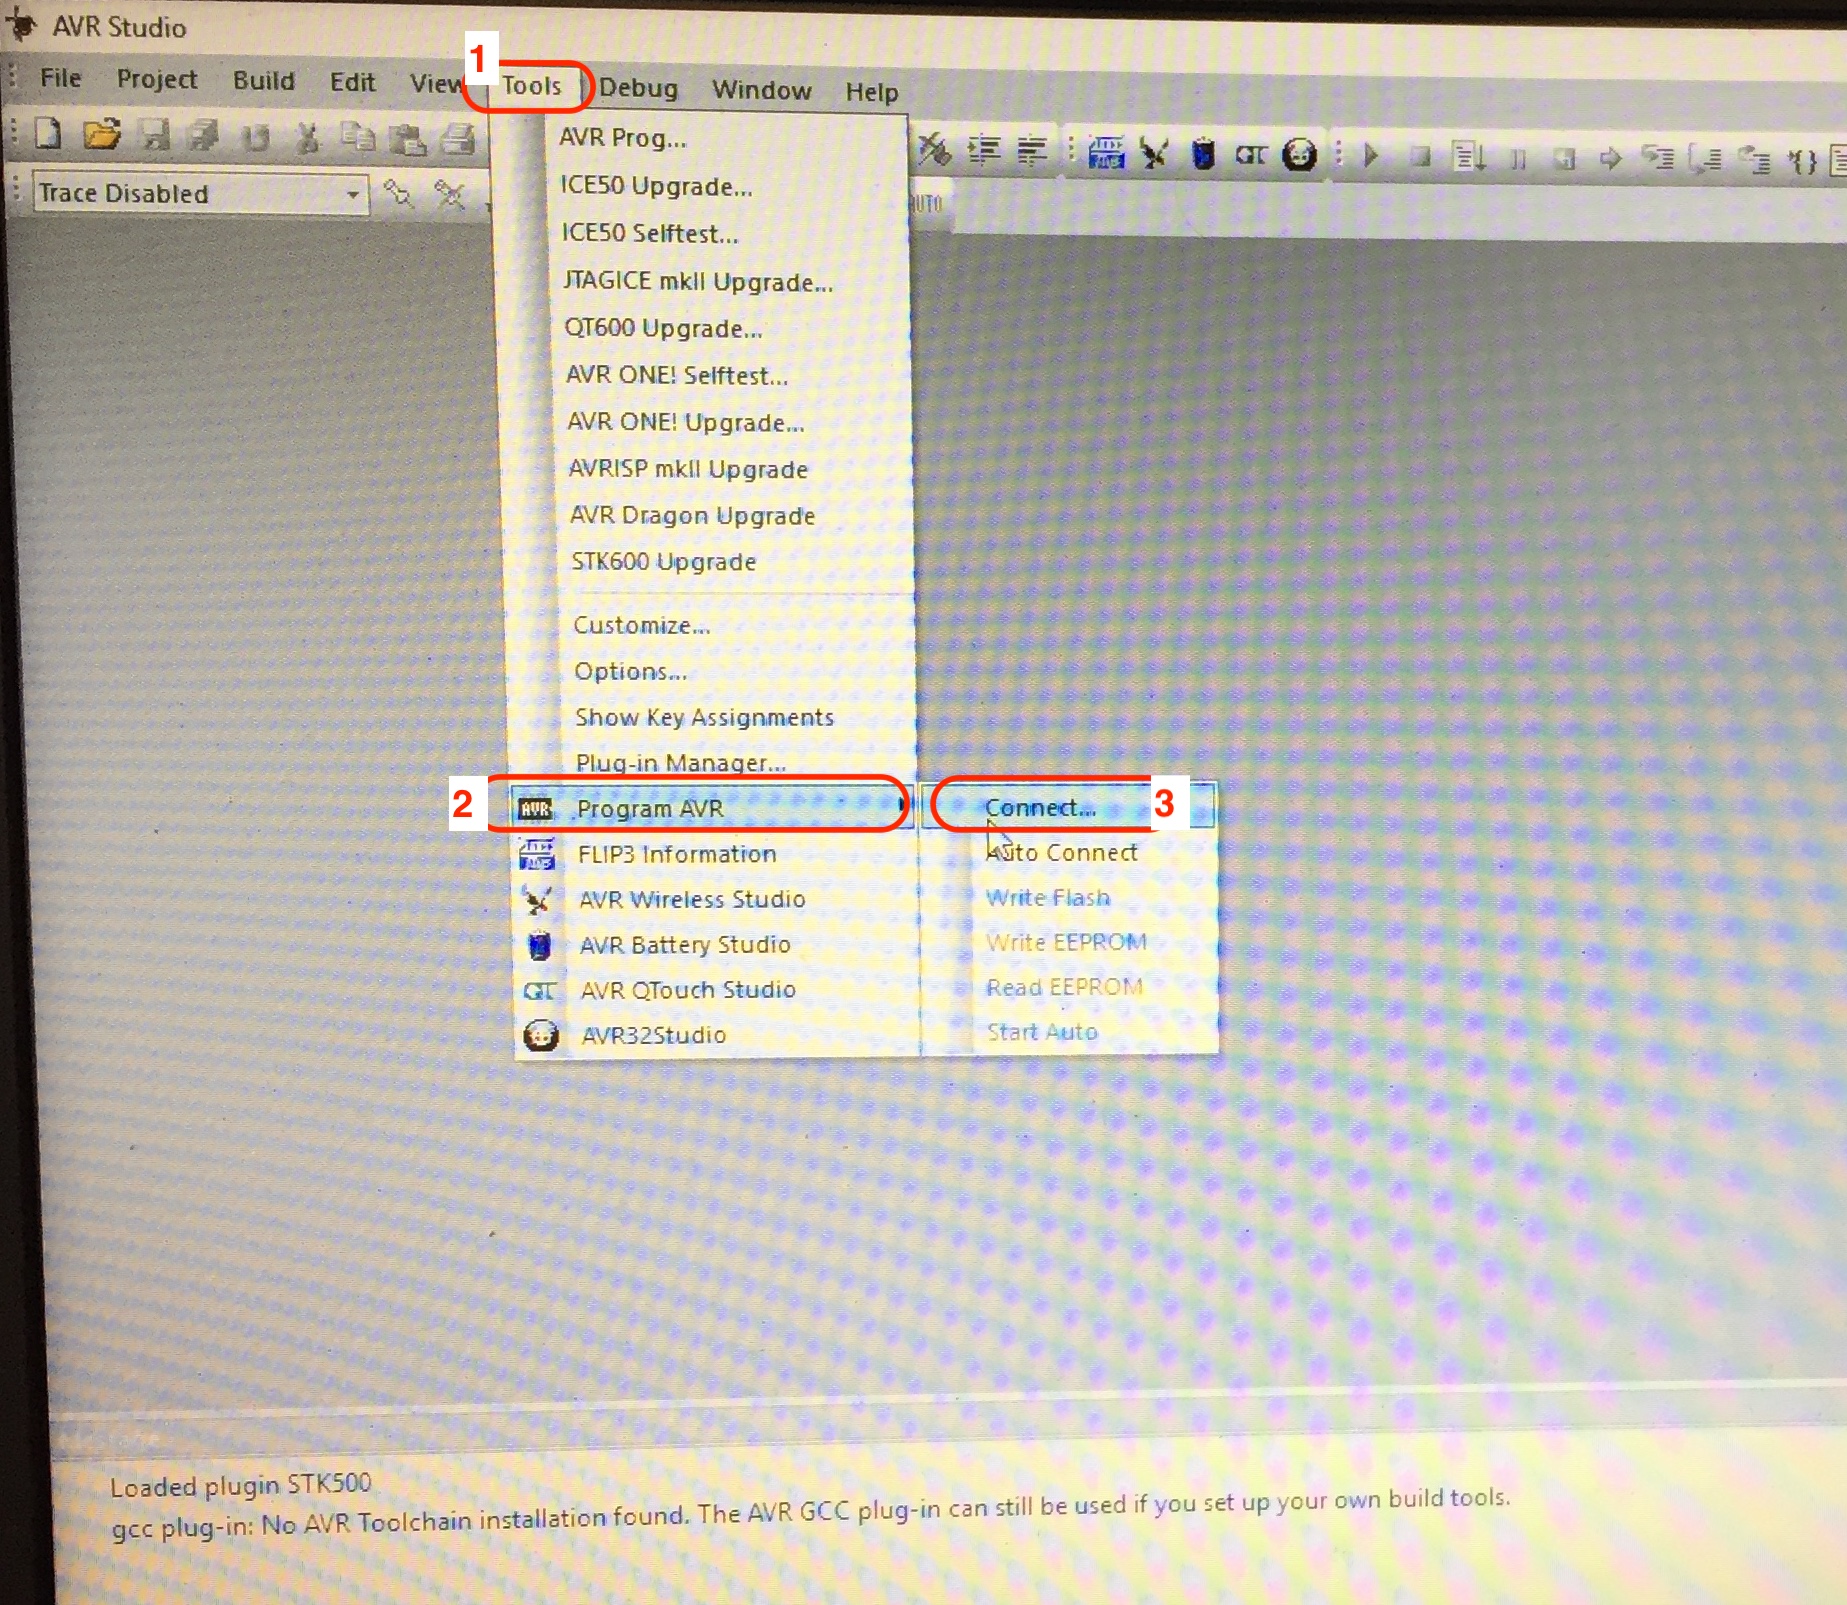 AVR Studio
1
File Project Build Edit View Tools Debug Window Help
Trace Disabled
AUTO
AVR Prog...
ICE50 Upgrade...
ICE50 Selftest...
JTAGICE mkII Upgrade...
QT600 Upgrade...
AVR ONE! Selftest...
AVR ONE! Upgrade...
AVRISP mkII Upgrade
AVR Dragon Upgrade
STK600 Upgrade
Customize...
Options...
Show Key Assignments
Plug-in Manager...
2 AVR Program AVR
FLIP3 Information
AVR Wireless Studio
AVR Battery Studio
QT AVR QTouch Studio
AVR32Studio
Connect... 3
Auto Connect
Write Flash
Write EEPROM
Read EEPROM
Start Auto
Loaded plugin STK500
gcc plug-in: No AVR Toolchain installation found. The AVR GCC plug-in can still be used if you set up your own build tools.